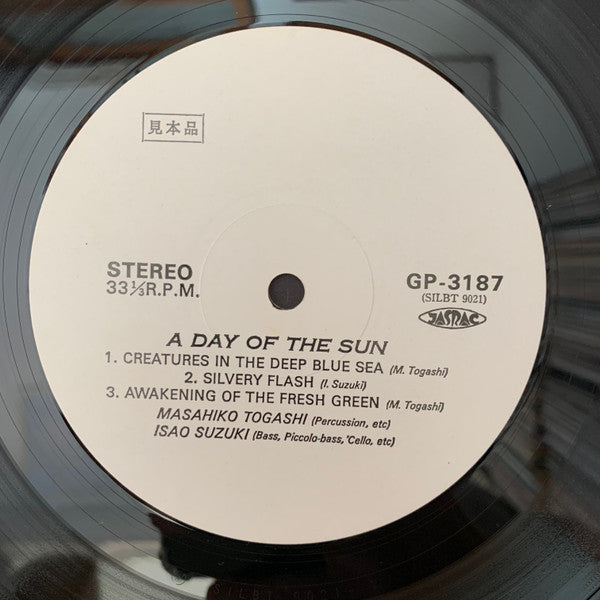 見本品
STEREO
33⅓R.P.M.
GP-3187
(SILBT 9021)
JASRAC
A DAY OF THE SUN
1. CREATURES IN THE DEEP BLUE SEA (M. Togashi)
2. SILVERY FLASH (I. Suzuki)
3. AWAKENING OF THE FRESH GREEN (M. Togashi)
MASAHIKO TOGASHI (Percussion, etc)
ISAO SUZUKI (Bass, Piccolo-bass, 'Cello, etc)